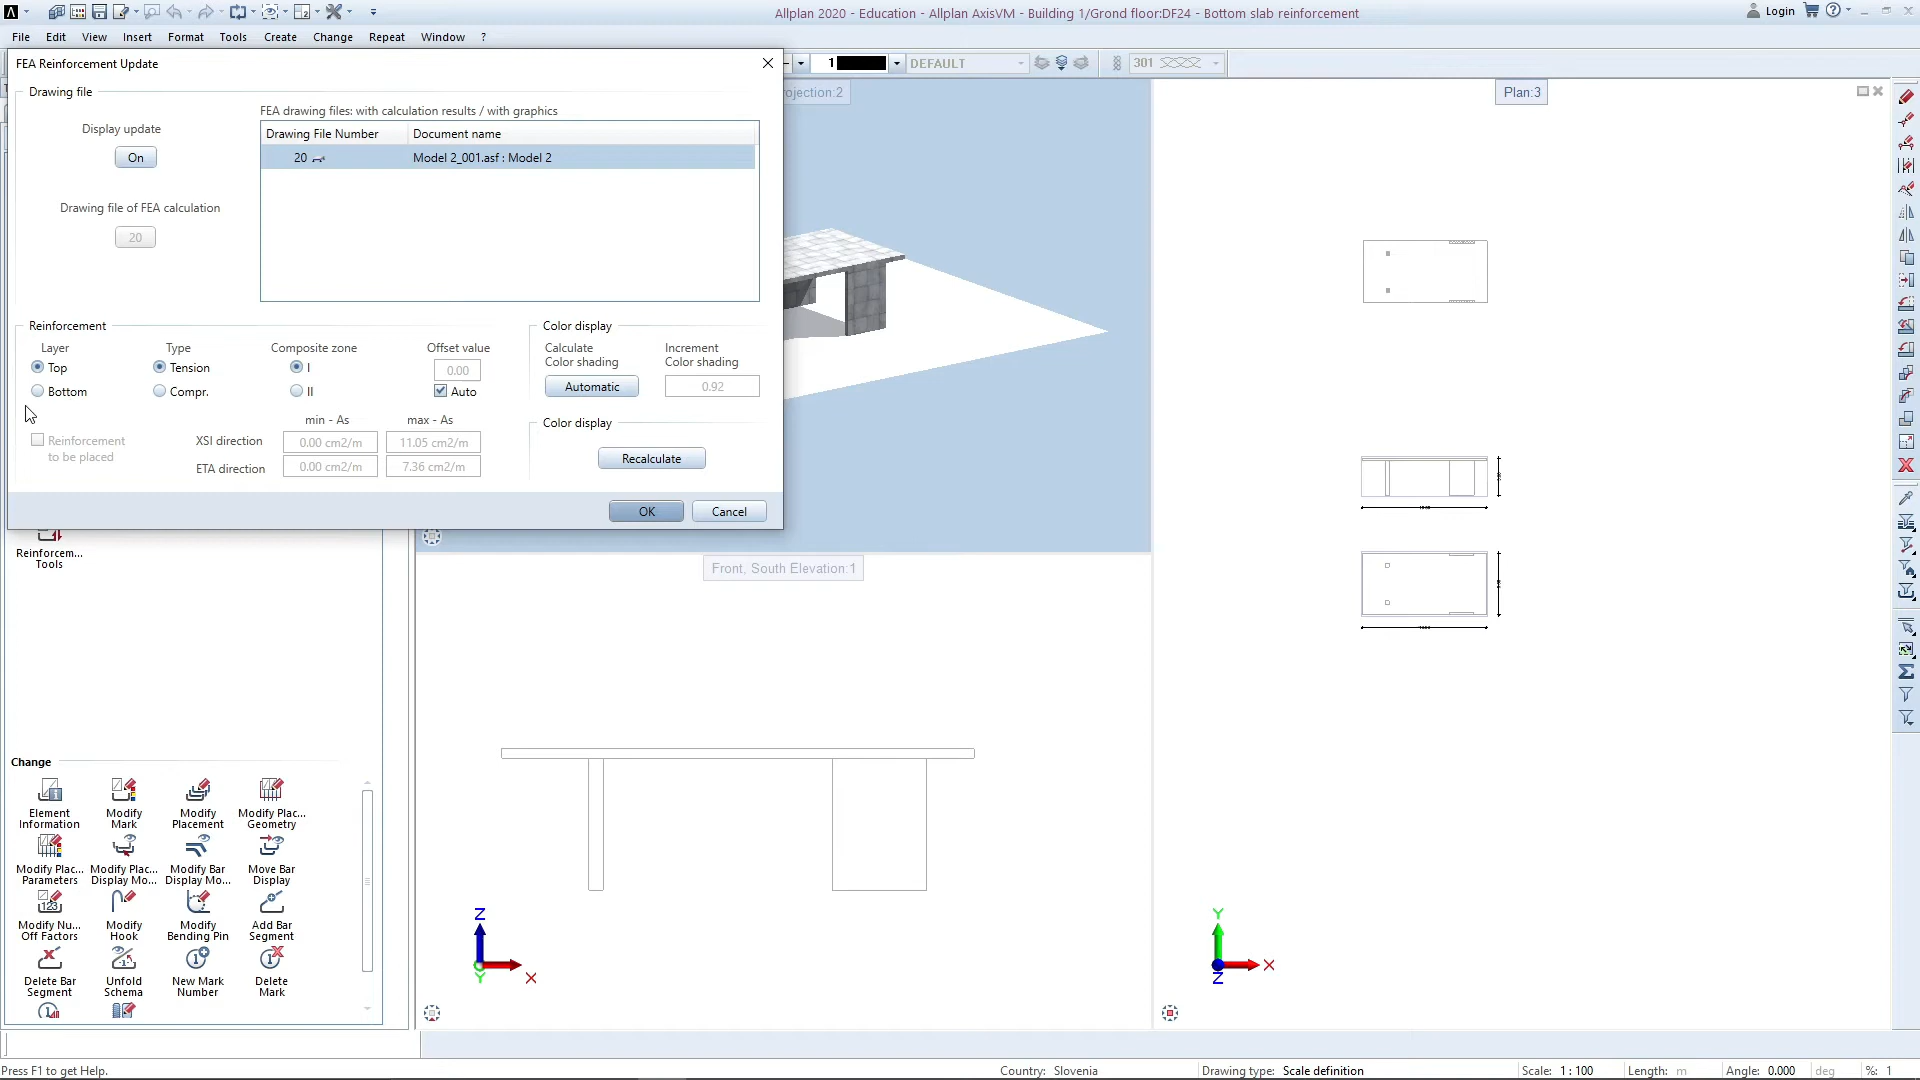 Allplan 2020 - Education - Allplan AxisVM - Building 1/Grond floor:DF24 - Bottom slab reinforcement
Login
File Edit View Insert Format Tools Create Change Repeat Window ?
FEA Reinforcement Update
1
DEFAULT
301
Drawing file
ojection:2
Plan:3
FEA drawing files: with calculation results / with graphics
Display update
Drawing File Number Document name
On
20 Model 2_001.asf : Model 2
Drawing file of FEA calculation
20
Reinforcement
Color display
Layer Type Composite zone Offset value
Calculate
Color shading
Increment
Color shading
Top Tension I 0.00
Automatic 0.92
Bottom Compr. II Auto
min - As max - As
Color display
Reinforcement
to be placed
XSI direction 0.00 cm2/m 11.05 cm2/m
ETA direction 0.00 cm2/m 7.36 cm2/m
Recalculate
OK Cancel
Reinforcem...
Tools
Front, South Elevation:1
Change
Element
Information
Modify
Mark
Modify
Placement
Modify Plac...
Geometry
Modify Plac...
Parameters
Modify Plac...
Display Mo...
Modify Bar
Display Mo...
Move Bar
Display
Modify Nu...
Off Factors
Modify
Hook
Modify
Bending Pin
Add Bar
Segment
Delete Bar
Segment
Unfold
Schema
New Mark
Number
Delete
Mark
Z
Y
X
Y
X
Z
Press F1 to get Help.
Country: Slovenia
Drawing type: Scale definition
Scale: 1 : 100
Length: m
Angle: 0.000 deg
%: 1